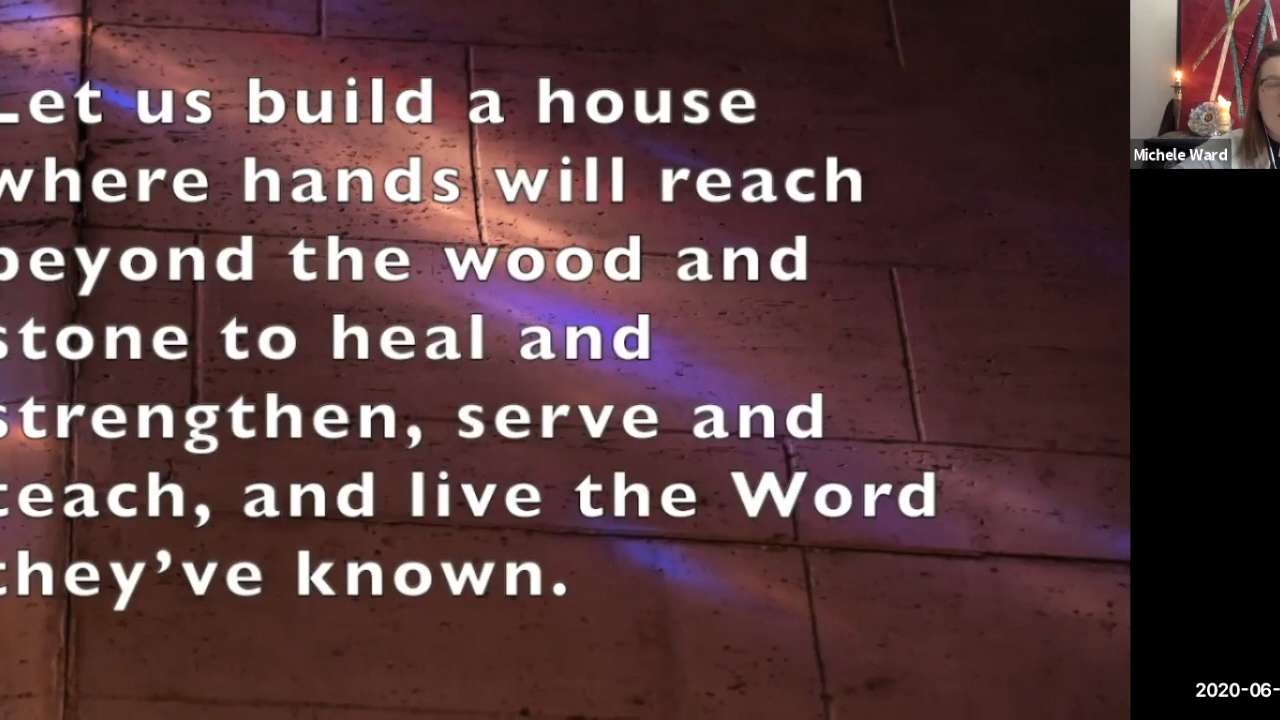 Let us build a house
where hands will reach
beyond the wood and
stone to heal and
strengthen, serve and
teach, and live the Word
they’ve known.
Michele Ward
2020-06-